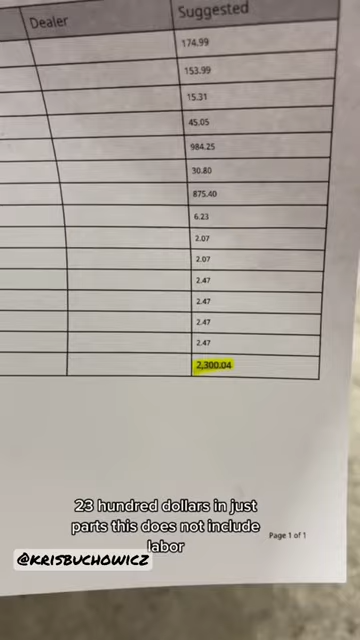 Dealer
Suggested
174.99
153.99
15.31
45.05
984.25
30.80
875.40
6.23
2.07
2.07
2.47
2.47
2.47
2.47
2,300.04
23 hundred dollars in just
parts this does not include
labor
Page 1 of 1
@KRISBUCHOWICZ